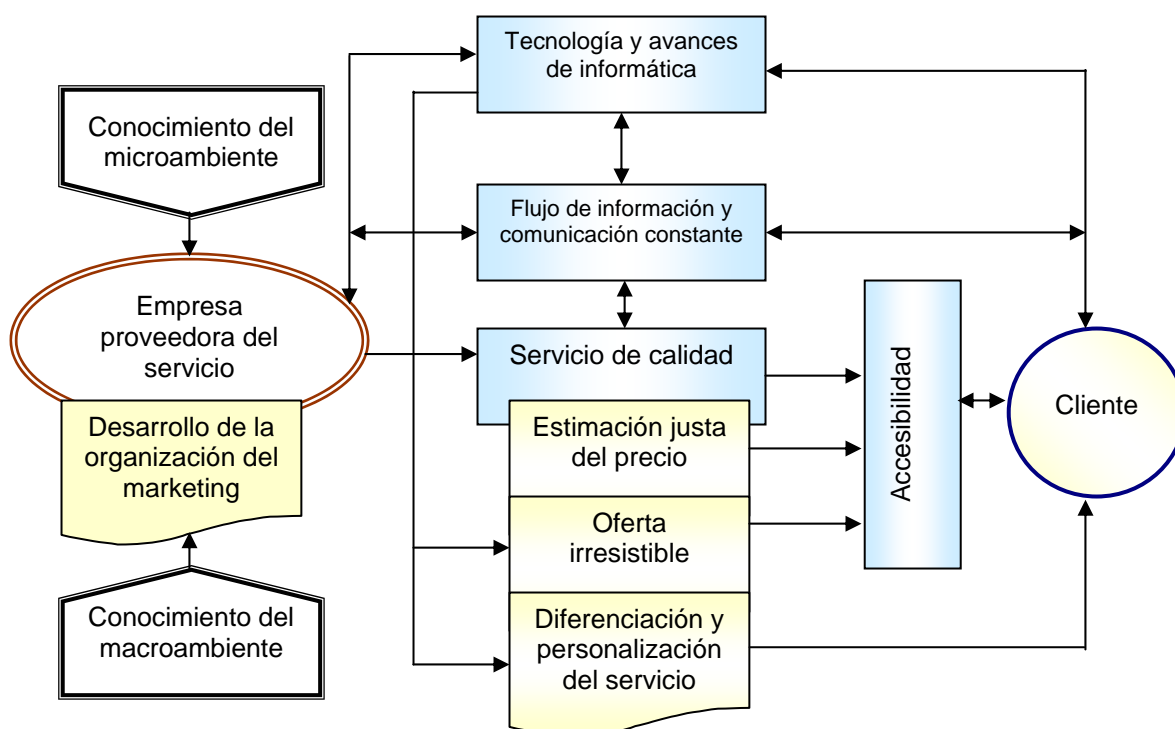 Tecnología y avances
de informática
Conocimiento del
microambiente
Flujo de información y
comunicación constante
Empresa
proveedora del
servicio
Servicio de calidad
Accesibilidad
Cliente
Desarrollo de la
organización del
marketing
Estimación justa
del precio
Oferta
irresistible
Conocimiento del
macroambiente
Diferenciación y
personalización
del servicio